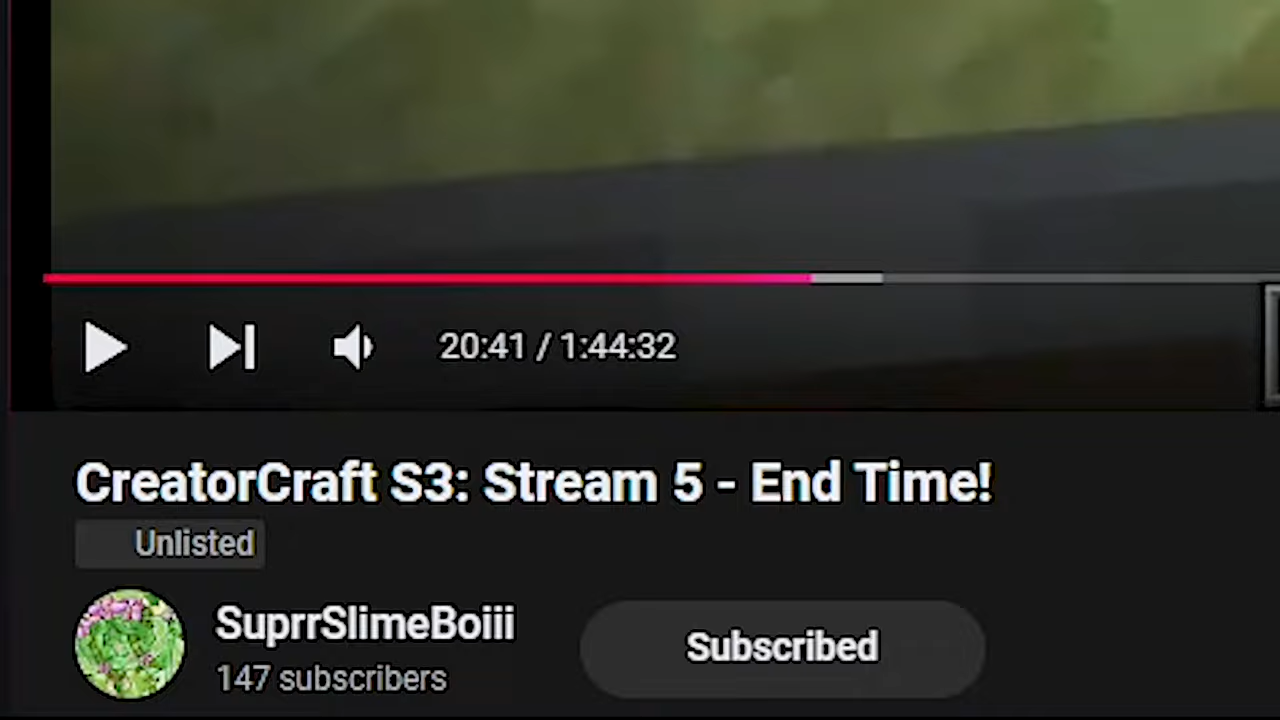 20:41 / 1:44:32
CreatorCraft S3: Stream 5 - End Time!
Unlisted
SuprrSlimeBoiii
Subscribed
147 subscribers